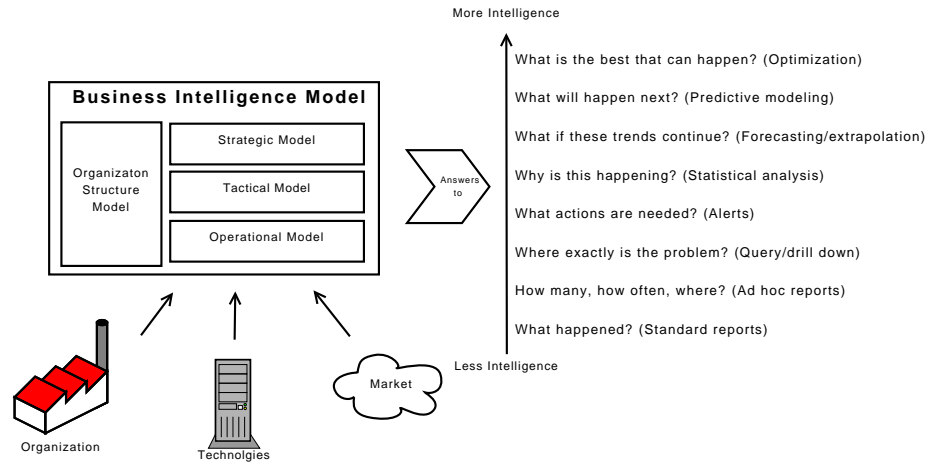 More Intelligence
What is the best that can happen? (Optimization)
What will happen next? (Predictive modeling)
What if these trends continue? (Forecasting/extrapolation)
Why is this happening? (Statistical analysis)
What actions are needed? (Alerts)
Where exactly is the problem? (Query/drill down)
How many, how often, where? (Ad hoc reports)
What happened? (Standard reports)
Less Intelligence
Business Intelligence Model
Organizaton
Structure
Model
Strategic Model
Tactical Model
Operational Model
Answers
to
Organization
Technolgies
Market